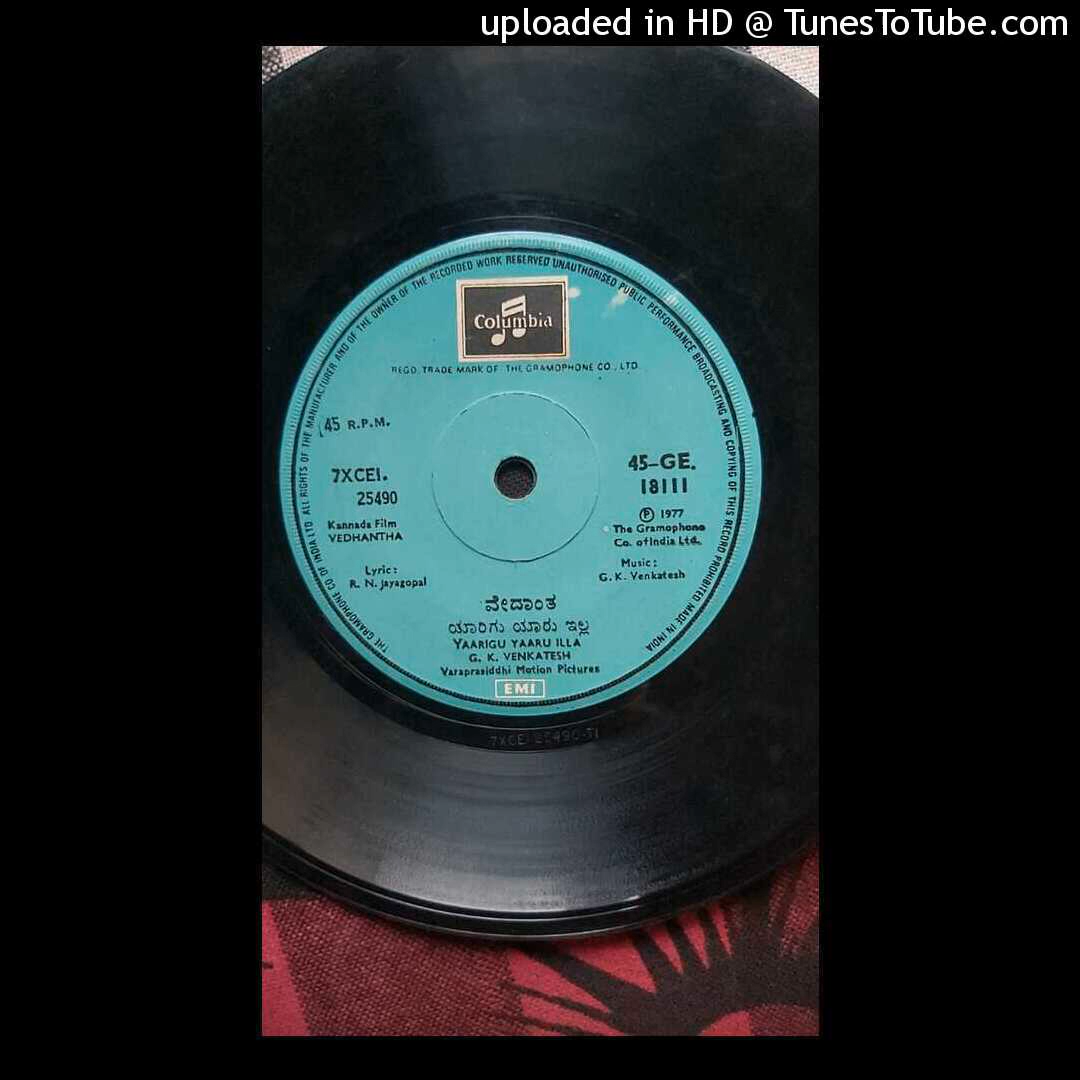 uploaded in HD @ TunesToTube.com
THE GRAMOPHONE CO OF INDIA LTD. ALL RIGHTS OF THE MANUFACTURER AND OF THE OWNER OF THE RECORDED WORK RESERVED UNAUTHORISED PUBLIC PERFORMANCE BROADCASTING AND COPYING OF THIS RECORD PROHIBITED MADE IN INDIA
Columbia
REGD. TRADE MARK OF THE GRAMOPHONE CO., LTD.
45 R.P.M.
7XCEI.
25490
Kannada Film
VEDHANTHA
Lyric:
R. N. Jayagopal
45-GE.
18111
Ⓟ 1977
The Gramophone
Co. of India Ltd.
Music:
G. K. Venkatesh
ವೇದಾಂತ
ಯಾರಿಗು ಯಾರು ಇಲ್ಲ
YAARIGU YAARU ILLA
G. K. VENKATESH
Varaprasiddhi Motion Pictures
EMI